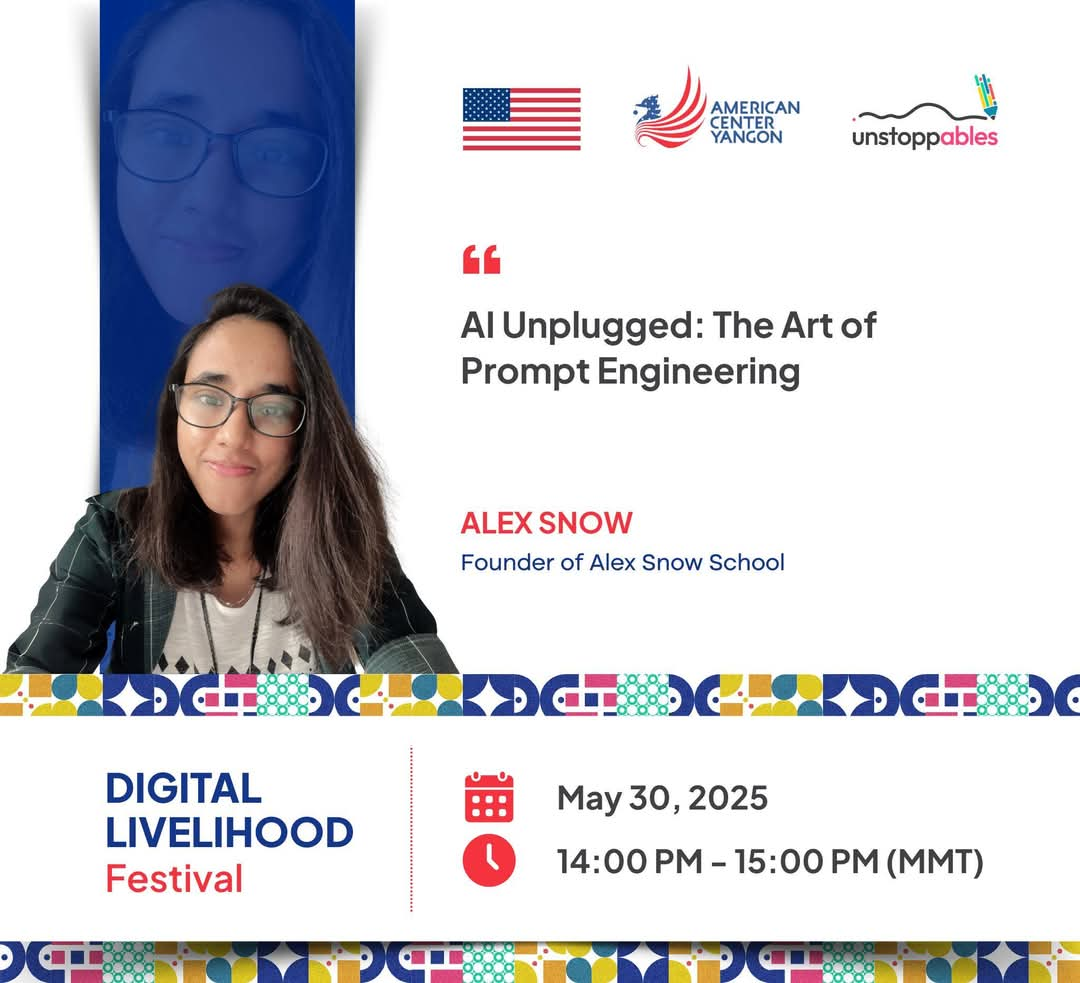 AMERICAN
CENTER
YANGON
unstoppables
“
AI Unplugged: The Art of
Prompt Engineering
ALEX SNOW
Founder of Alex Snow School
DIGITAL
LIVELIHOOD
Festival
May 30, 2025
14:00 PM – 15:00 PM (MMT)